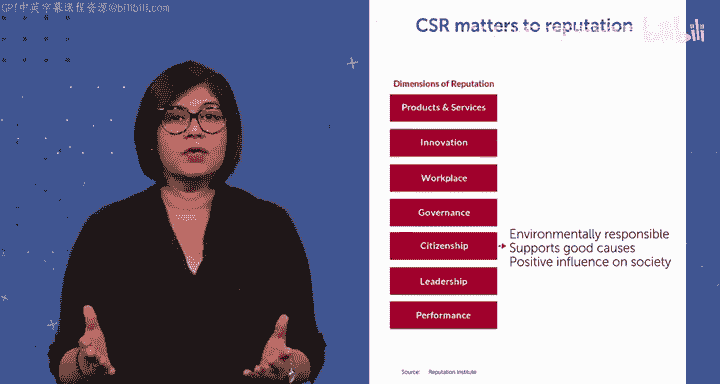 GPT中英字幕课程资源@bilibili.com
CSR matters to reputation
bili
Dimensions of Reputation
Products & Services
Innovation
Workplace
Governance
Citizenship
Environmentally responsible
Supports good causes
Positive influence on society
Leadership
Performance
Source: Reputation Institute